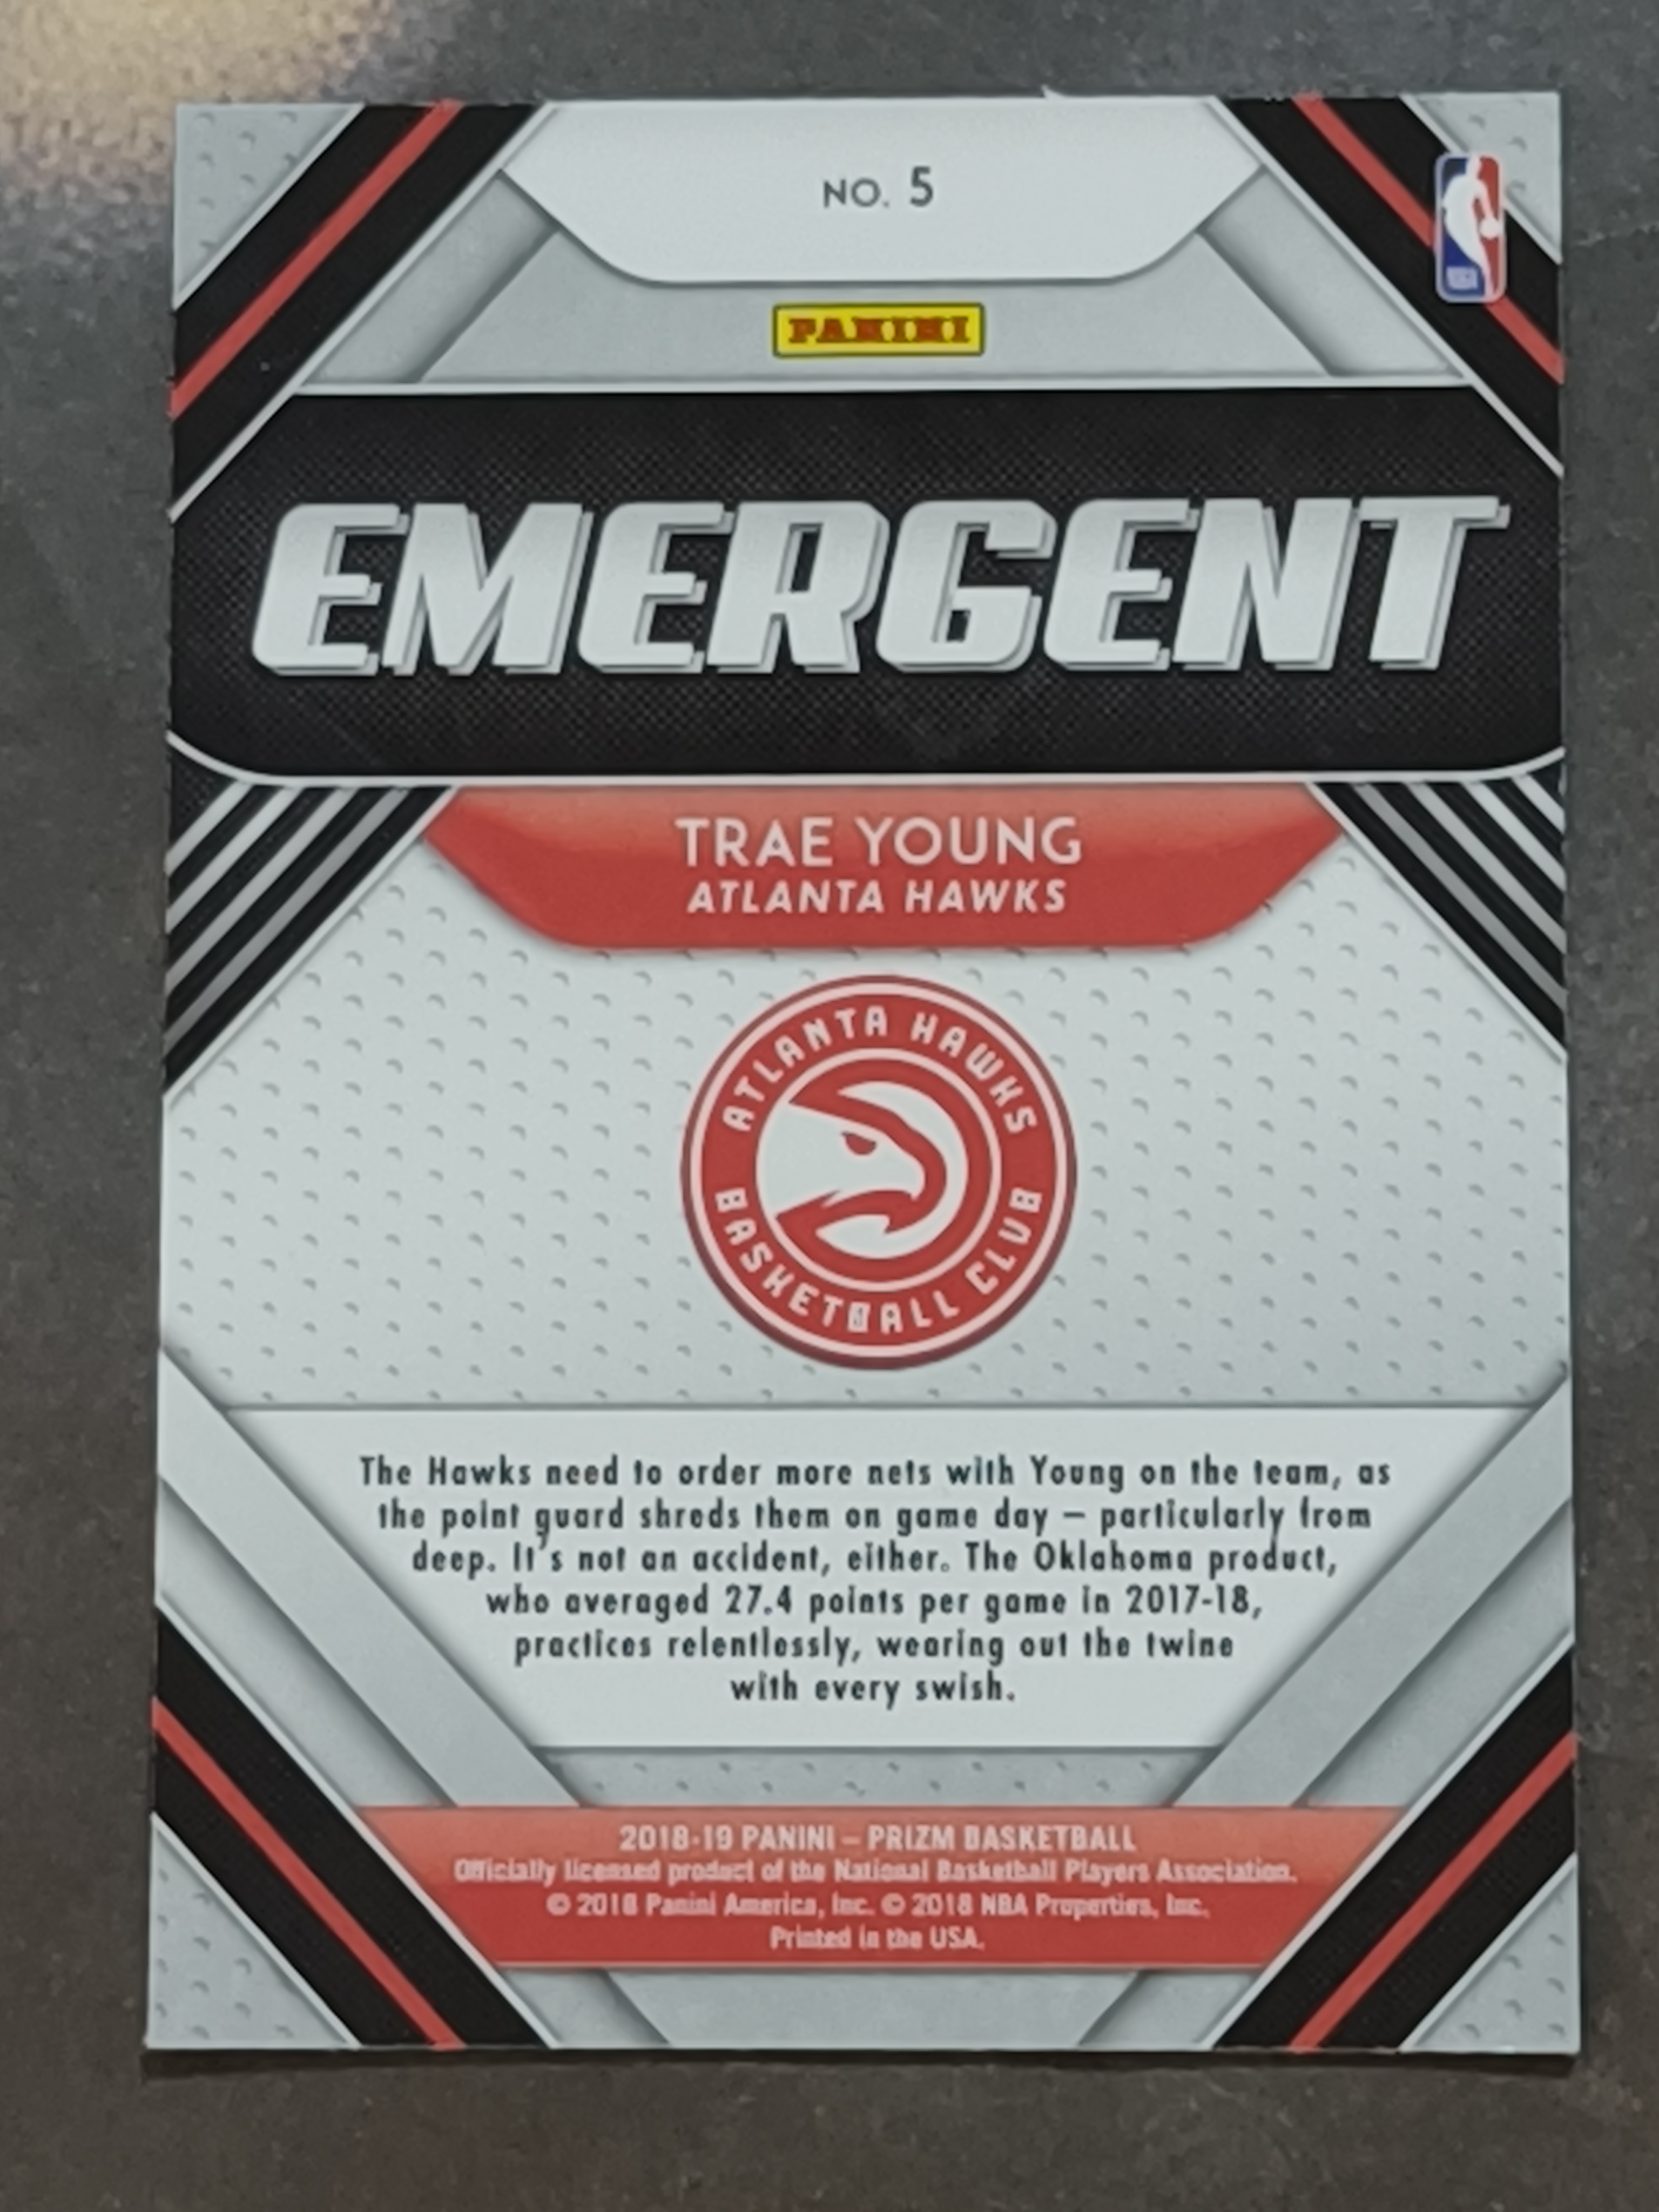 NO. 5
PANINI
EMERGENT
TRAE YOUNG
ATLANTA HAWKS
ATLANTA HAWKS
BASKETBALL CLUB
The Hawks need to order more nets with Young on the team, as
the point guard shreds them on game day – particularly from
deep. It's not an accident, either. The Oklahoma product,
who averaged 27.4 points per game in 2017-18,
practices relentlessly, wearing out the twine
with every swish.
2018-19 PANINI – PRIZM BASKETBALL
Officially licensed product of the National Basketball Players Association.
© 2018 Panini America, Inc. © 2018 NBA Properties, Inc.
Printed in the USA.